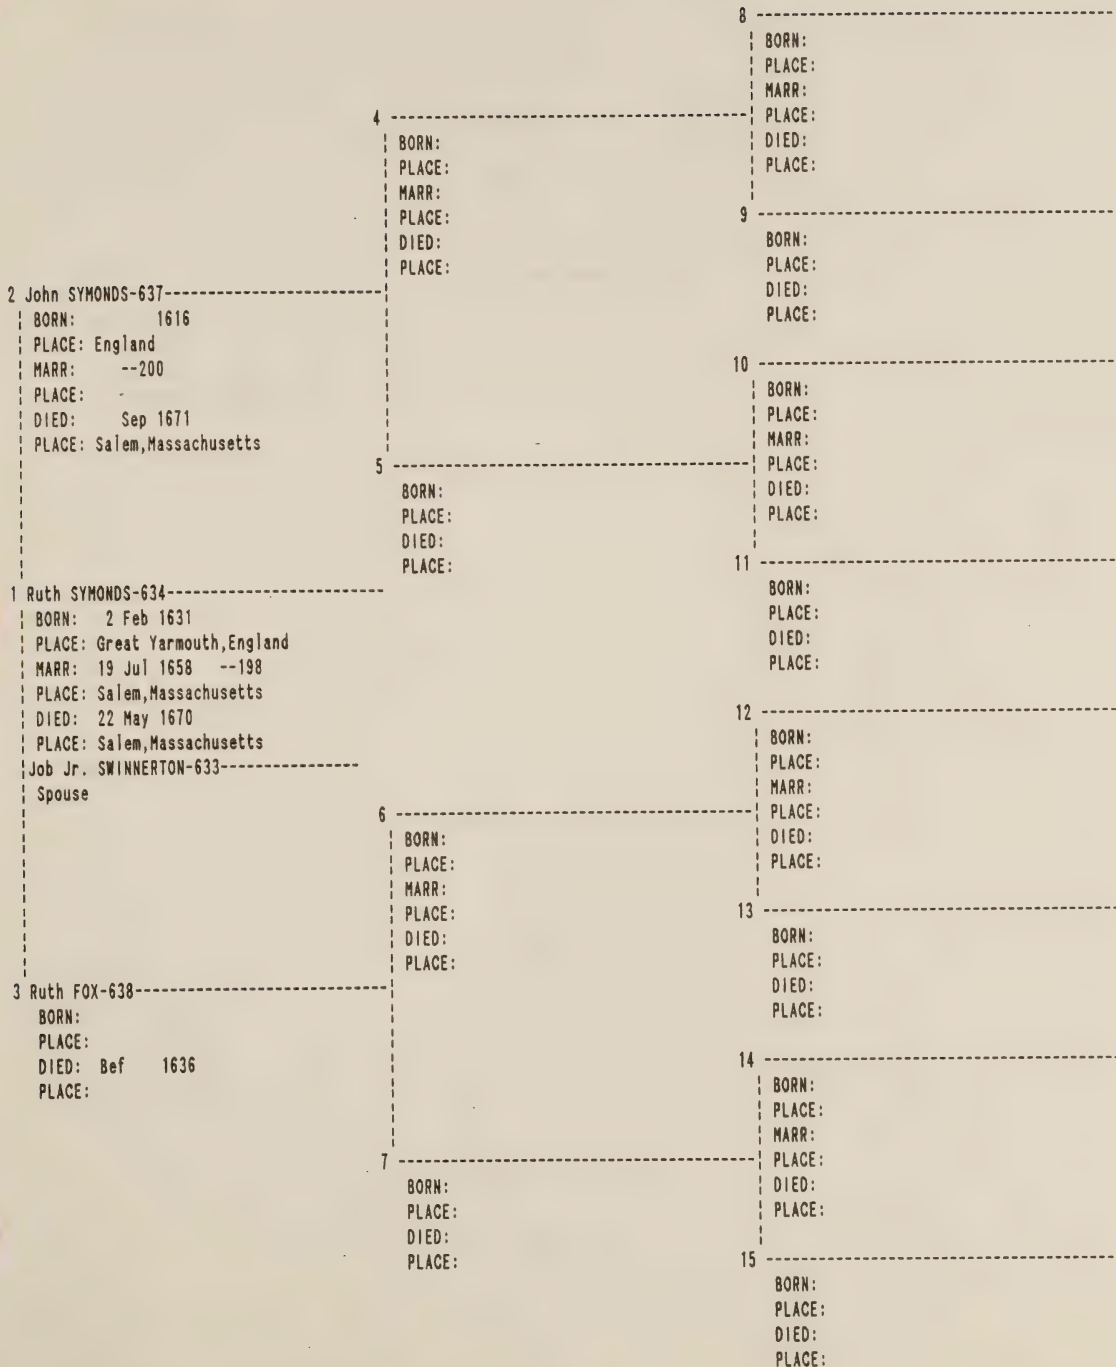 8 ----------------------------------------
BORN:
PLACE:
MARR:
PLACE:
DIED:
PLACE:
4 ----------------------------------------
BORN:
PLACE:
MARR:
PLACE:
DIED:
PLACE:
9 ----------------------------------------
BORN:
PLACE:
DIED:
PLACE:
2 John SYMONDS-637------------------------
BORN: 1616
PLACE: England
MARR: --200
PLACE: -
DIED: Sep 1671
PLACE: Salem,Massachusetts
10 ----------------------------------------
BORN:
PLACE:
MARR:
PLACE:
DIED:
PLACE:
5 ----------------------------------------
BORN:
PLACE:
DIED:
PLACE:
11 ----------------------------------------
BORN:
PLACE:
DIED:
PLACE:
1 Ruth SYMONDS-634------------------------
BORN: 2 Feb 1631
PLACE: Great Yarmouth,England
MARR: 19 Jul 1658 --198
PLACE: Salem,Massachusetts
DIED: 22 May 1670
PLACE: Salem,Massachusetts
Job Jr. SWINNERTON-633----------------
Spouse
12 ----------------------------------------
BORN:
PLACE:
MARR:
PLACE:
DIED:
PLACE:
6 ----------------------------------------
BORN:
PLACE:
MARR:
PLACE:
DIED:
PLACE:
13 ----------------------------------------
BORN:
PLACE:
DIED:
PLACE:
3 Ruth FOX-638----------------------------
BORN:
PLACE:
DIED: Bef 1636
PLACE:
14 ----------------------------------------
BORN:
PLACE:
MARR:
PLACE:
DIED:
PLACE:
7 ----------------------------------------
BORN:
PLACE:
DIED:
PLACE:
15 ----------------------------------------
BORN:
PLACE:
DIED:
PLACE: